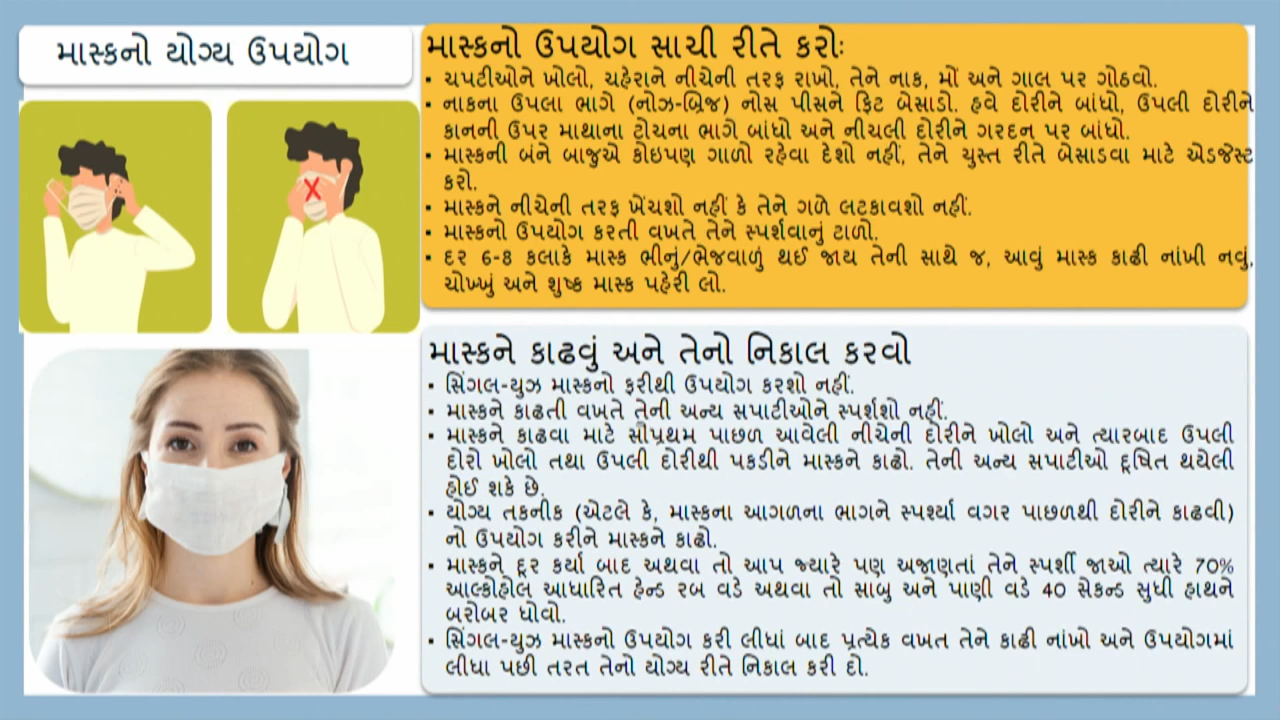 માસ્કનો યોગ્ય ઉપયોગ
માસ્કનો ઉપયોગ સાચી રીતે કરોઃ
▪ ચપટીઓને ખોલો, ચહેરાને નીચેની તરફ રાખો, તેને નાક, મોં અને ગાલ પર ગોઠવો.
▪ નાકના ઉપલા ભાગે (નોઝ-બ્રિજ) નોસ પીસને ફિટ બેસાડો. હવે દોરીને બાંધો, ઉપલી દોરીને
કાનની ઉપર માથાના ટોચના ભાગે બાંધો અને નીચલી દોરીને ગરદન પર બાંધો.
▪ માસ્કની બંને બાજુએ કોઇપણ ગાળો રહેવા દેશો નહીં, તેને ચુસ્ત રીતે બેસાડવા માટે એડજેસ્ટ
કરો.
▪ માસ્કને નીચેની તરફ ખેંચશો નહીં કે તેને ગળે લટકાવશો નહીં.
▪ માસ્કનો ઉપયોગ કરતી વખતે તેને સ્પર્શવાનું ટાળો.
▪ દર 6-8 કલાકે માસ્ક ભીનું/ભેજવાળું થઈ જાય તેની સાથે જ, આવું માસ્ક કાઢી નાંખી નવું,
ચોખ્ખું અને શુષ્ક માસ્ક પહેરી લો.
માસ્કને કાઢવું અને તેનો નિકાલ કરવો
▪ સિંગલ-યુઝ માસ્કનો ફરીથી ઉપયોગ કરશો નહીં.
▪ માસ્કને કાઢતી વખતે તેની અન્ય સપાટીઓને સ્પર્શશો નહીં.
▪ માસ્કને કાઢવા માટે સૌપ્રથમ પાછળ આવેલી નીચેની દોરીને ખોલો અને ત્યારબાદ ઉપલી
દોરો ખોલો તથા ઉપલી દોરીથી પકડીને માસ્કને કાઢો. તેની અન્ય સપાટીઓ દૂષિત થયેલી
હોઈ શકે છે.
▪ યોગ્ય તકનીક (એટલે કે, માસ્કના આગળના ભાગને સ્પર્શ્યા વગર પાછળથી દોરીને કાઢવી)
નો ઉપયોગ કરીને માસ્કને કાઢો.
▪ માસ્કને દૂર કર્યા બાદ અથવા તો આપ જ્યારે પણ અજાણતાં તેને સ્પર્શી જાઓ ત્યારે 70%
આલ્કોહોલ આધારિત હેન્ડ રબ વડે અથવા તો સાબુ અને પાણી વડે 40 સેકન્ડ સુધી હાથને
બરોબર ધોવો.
▪ સિંગલ-યુઝ માસ્કનો ઉપયોગ કરી લીધાં બાદ પ્રત્યેક વખત તેને કાઢી નાંખો અને ઉપયોગમાં
લીધા પછી તરત તેનો યોગ્ય રીતે નિકાલ કરી દો.